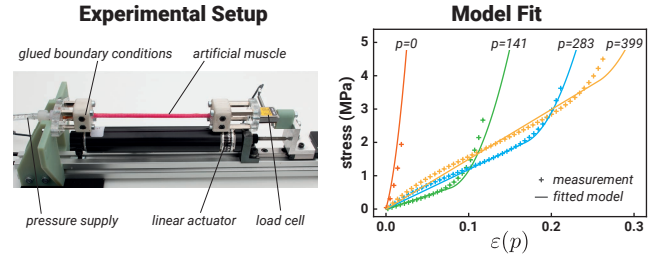 Experimental Setup
glued boundary conditions
artificial muscle
pressure supply
linear actuator
load cell
Model Fit
p=0
p=141
p=283
p=399
5
4
3
2
1
0
stress (MPa)
+ measurement
— fitted model
0.0
0.1
0.2
0.3
ε(p)